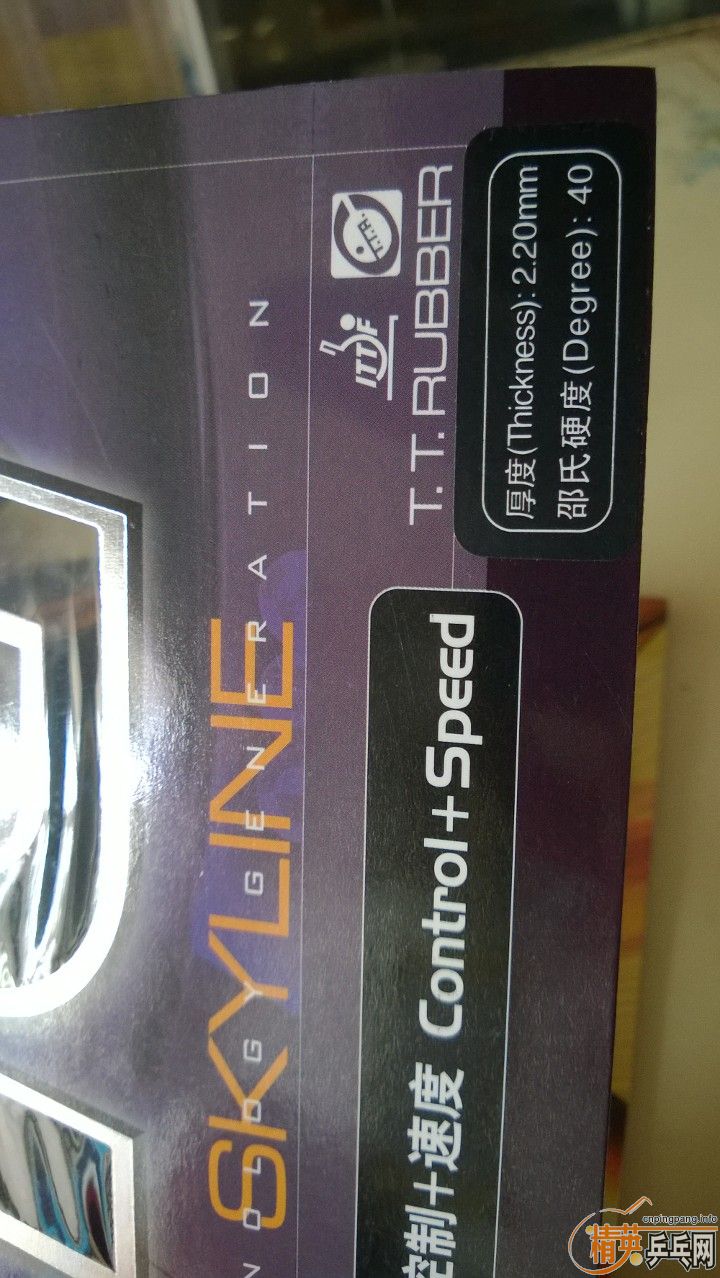 T.T.R.
ITTF
T. T. RUBBER
厚度(Thickness): 2.20mm
邵氏硬度(Degree): 40
NOLOGY GENERATION
SKYLINE
控制+速度 Control+Speed
cnpingpang.info
精英乒乓网